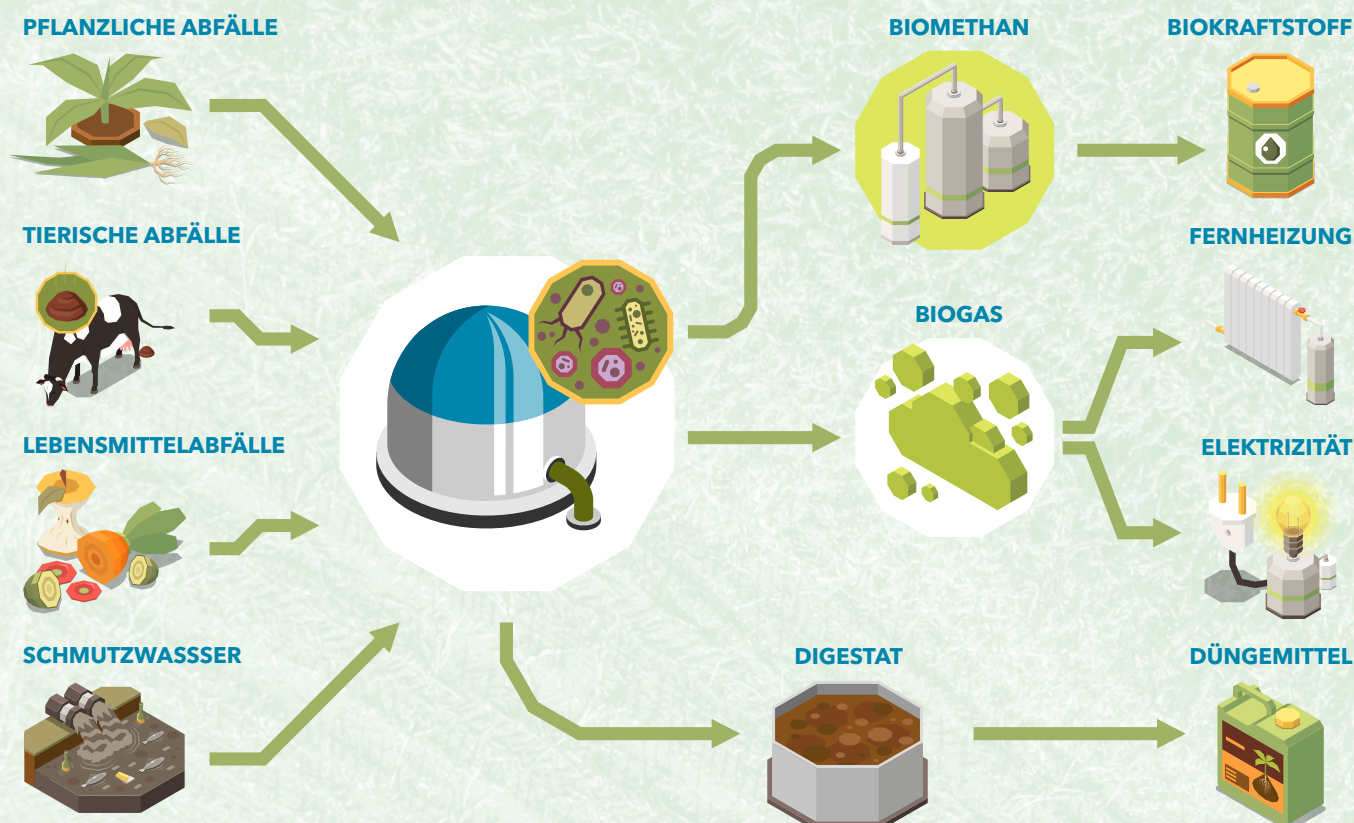 PFLANZLICHE ABFÄLLE
BIOMETHAN
BIOKRAFTSTOFF
TIERISCHE ABFÄLLE
FERNHEIZUNG
BIOGAS
LEBENSMITTELABFÄLLE
ELEKTRIZITÄT
SCHMUTZWASSSER
DIGESTAT
DÜNGEMITTEL